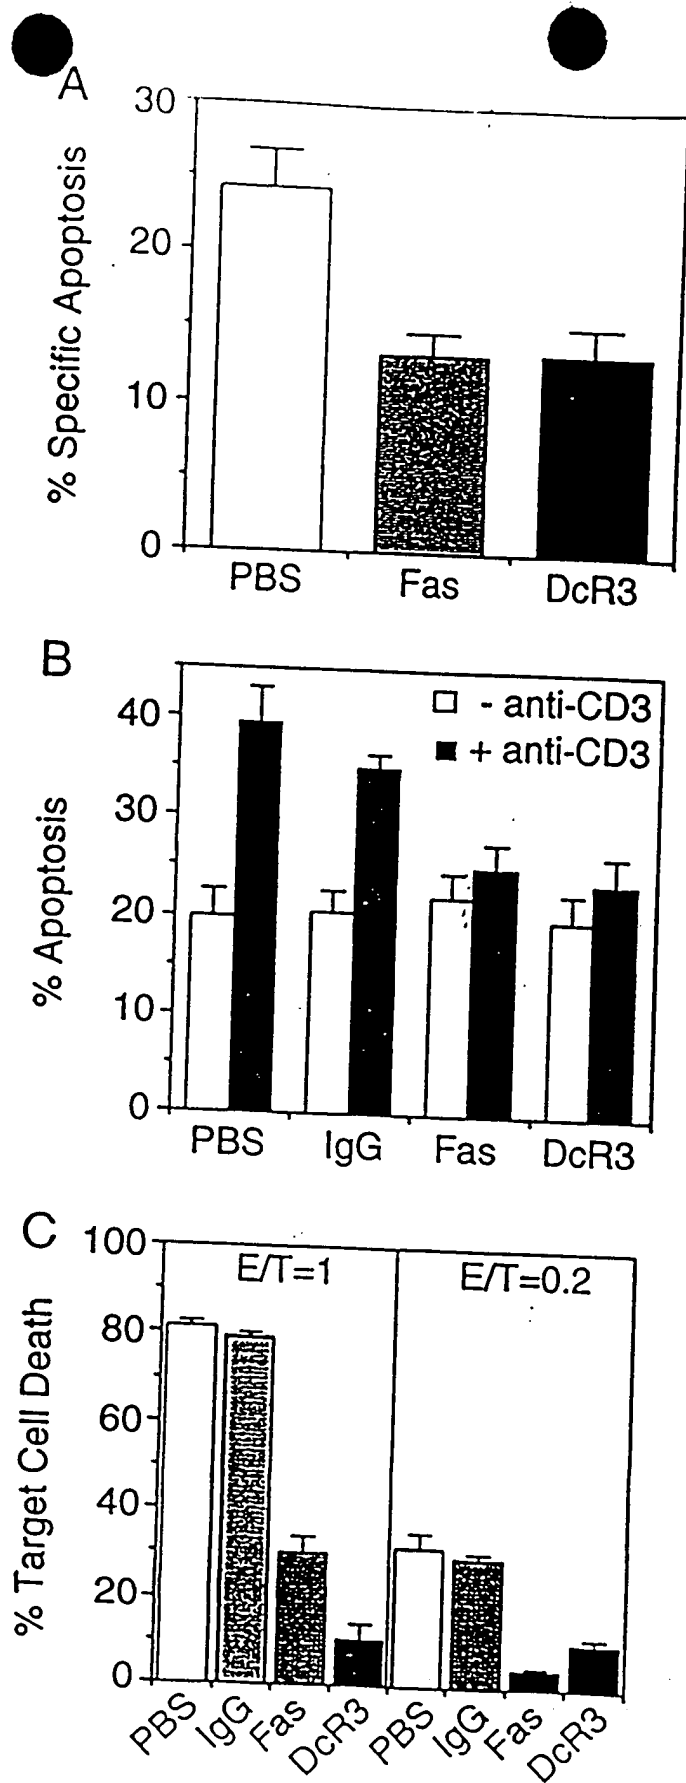 A
30
20
10
0
% Specific Apoptosis
PBS Fas DcR3
B
40
30
20
10
0
% Apoptosis
- anti-CD3
+ anti-CD3
PBS IgG Fas DcR3
C
100
80
60
40
20
0
% Target Cell Death
E/T=1 E/T=0.2
PBS IgG Fas DcR3 PBS IgG Fas DcR3